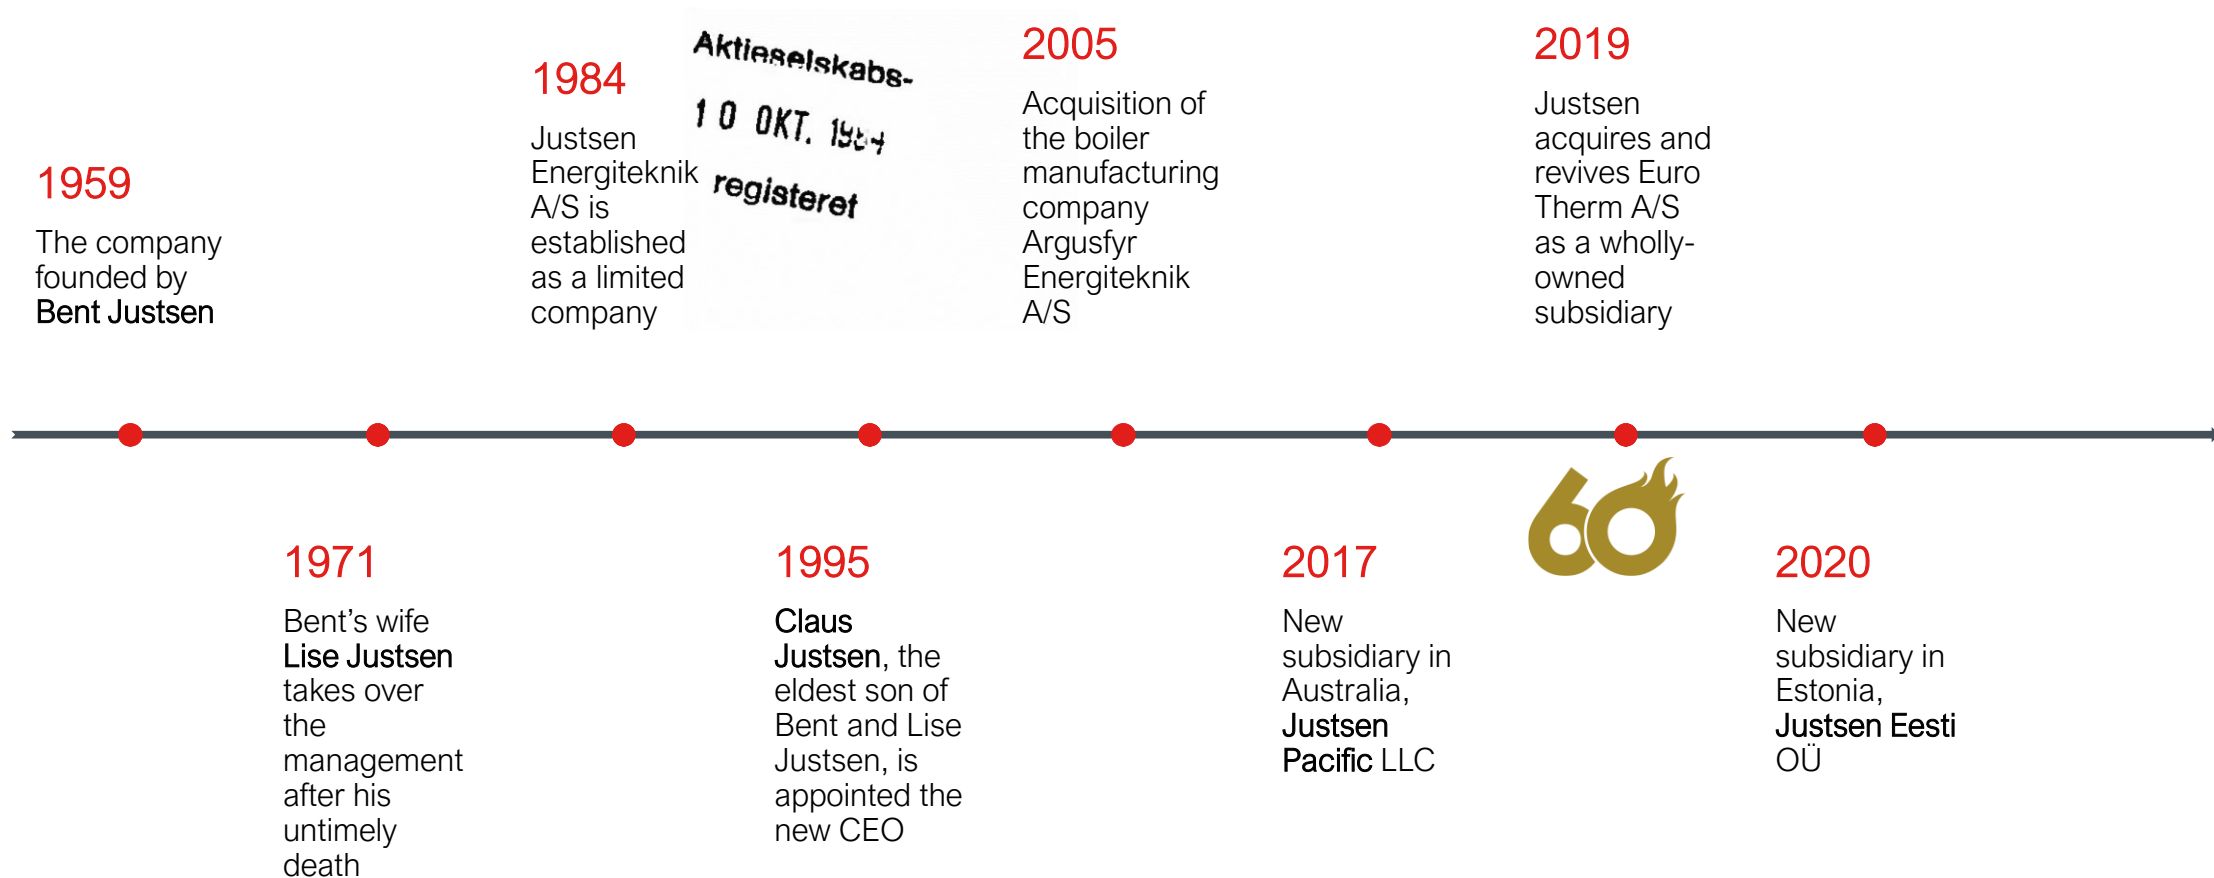 1959
The company
founded by
Bent Justsen
1971
Bent’s wife
Lise Justsen
takes over
the
management
after his
untimely
death
1984
Justsen
Energiteknik
A/S is
established
as a limited
company
Aktieselskabs-
10 OKT. 1984
registeret
1995
Claus
Justsen, the
eldest son of
Bent and Lise
Justsen, is
appointed the
new CEO
2005
Acquisition of
the boiler
manufacturing
company
Argusfyr
Energiteknik
A/S
2017
New
subsidiary in
Australia,
Justsen
Pacific LLC
2019
Justsen
acquires and
revives Euro
Therm A/S
as a wholly-
owned
subsidiary
60
2020
New
subsidiary in
Estonia,
Justsen Eesti
OÜ